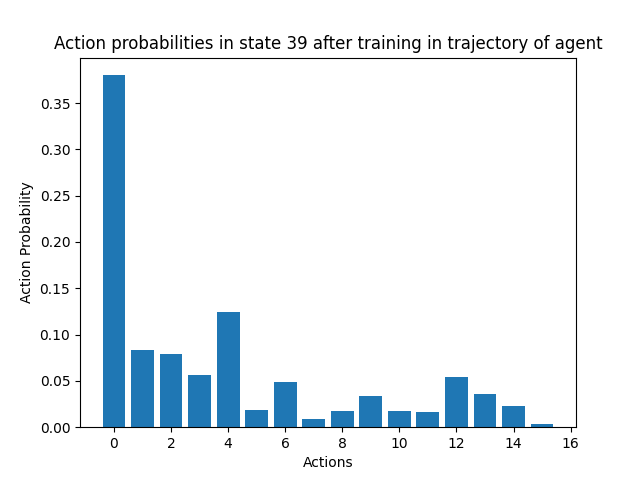 Action probabilities in state 39 after training in trajectory of agent
0.35
0.30
0.25
0.20
0.15
0.10
0.05
0.00
Action Probability
0 2 4 6 8 10 12 14 16
Actions